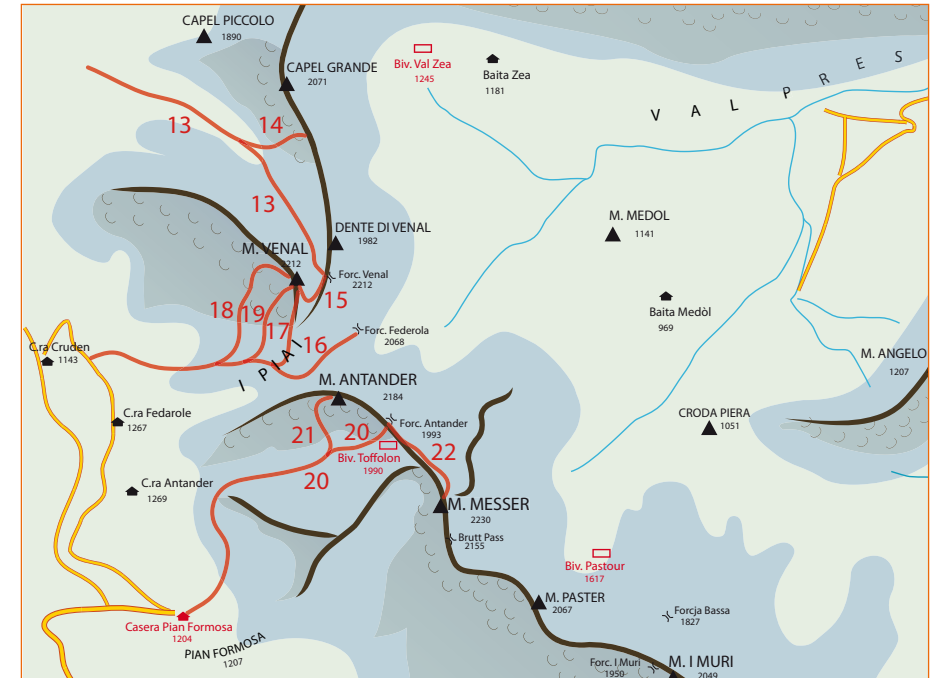 CAPEL PICCOLO
1890
CAPEL GRANDE
2071
Biv. Val Zea
1245
Baita Zea
1181
VAL PRES
13
14
13
M. MEDOL
1141
DENTE DI VENAL
1982
M. VENAL
2212
Forc. Venal
2212
15
18
19
17
16
Baita Medòl
969
Forc. Federola
2068
I PIAI
C.ra Cruden
1143
M. ANGELO
1207
M. ANTANDER
2184
C.ra Fedarole
1267
CRODA PIERA
1051
Forc. Antander
1993
21
20
22
Biv. Toffolon
1990
20
C.ra Antander
1269
M. MESSER
2230
Brutt Pass
2155
Biv. Pastour
1617
M. PASTER
2067
Forcja Bassa
1827
Casera Pian Formosa
1204
PIAN FORMOSA
1207
Forc. I Muri
1950
M. I MURI
2049